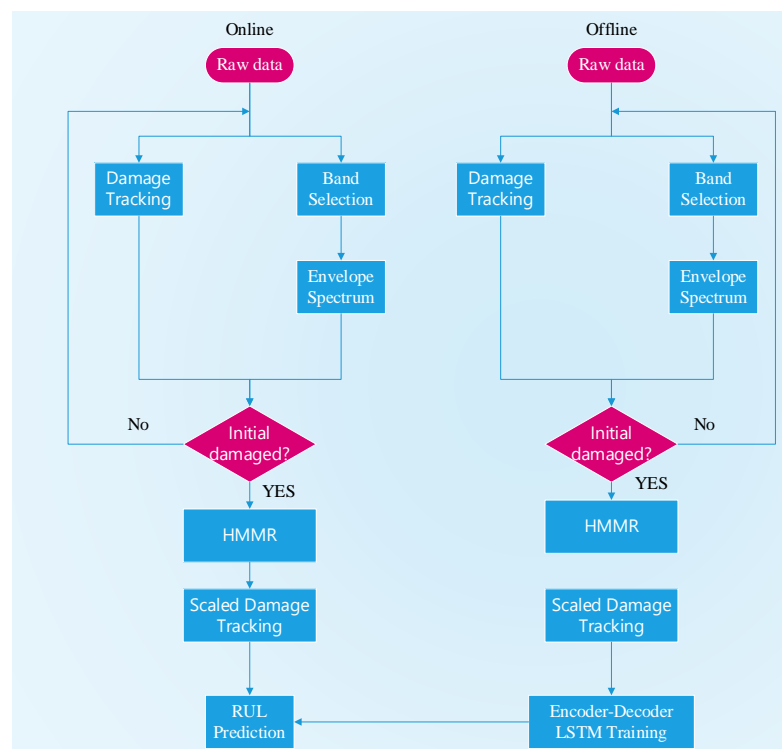 Online
Raw data
Damage
Tracking
Band
Selection
Envelope
Spectrum
No
Initial
damaged?
YES
HMMR
Scaled Damage
Tracking
RUL
Prediction
Offline
Raw data
Damage
Tracking
Band
Selection
Envelope
Spectrum
No
Initial
damaged?
YES
HMMR
Scaled Damage
Tracking
Encoder-Decoder
LSTM Training